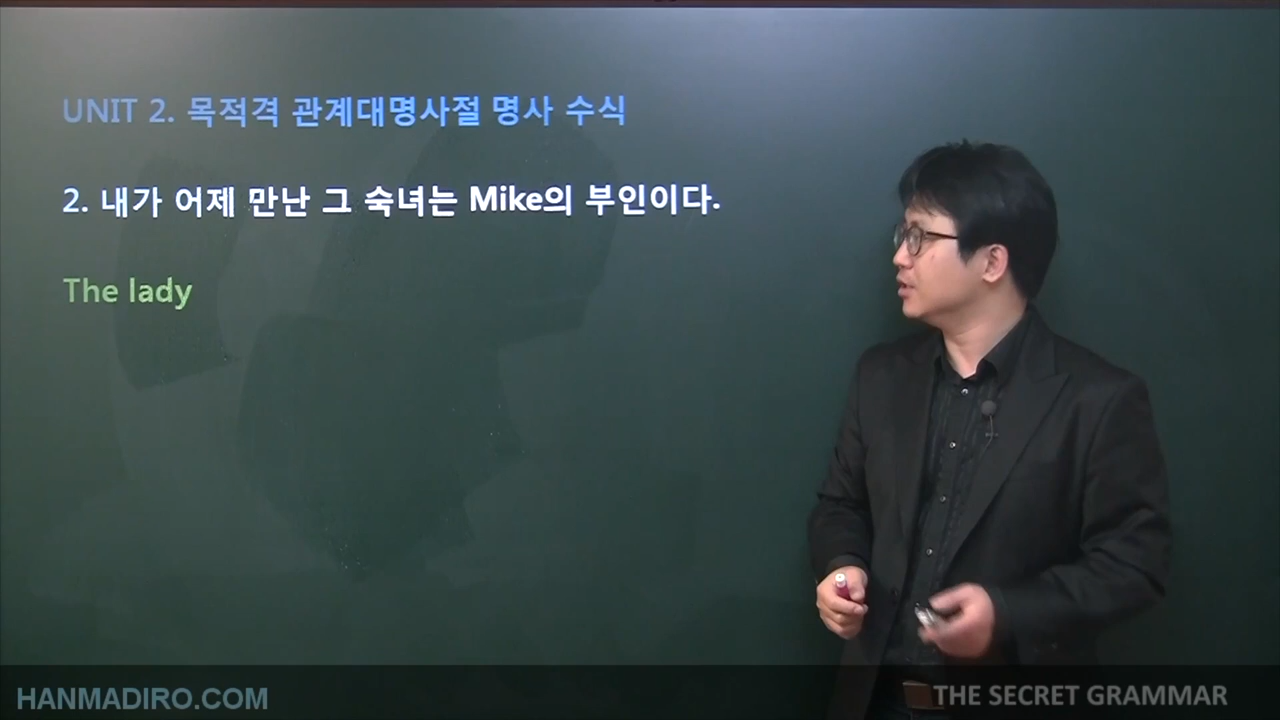 UNIT 2. 목적격 관계대명사절 명사 수식
2. 내가 어제 만난 그 숙녀는 Mike의 부인이다.
The lady
HANMADIRO.COM
THE SECRET GRAMMAR